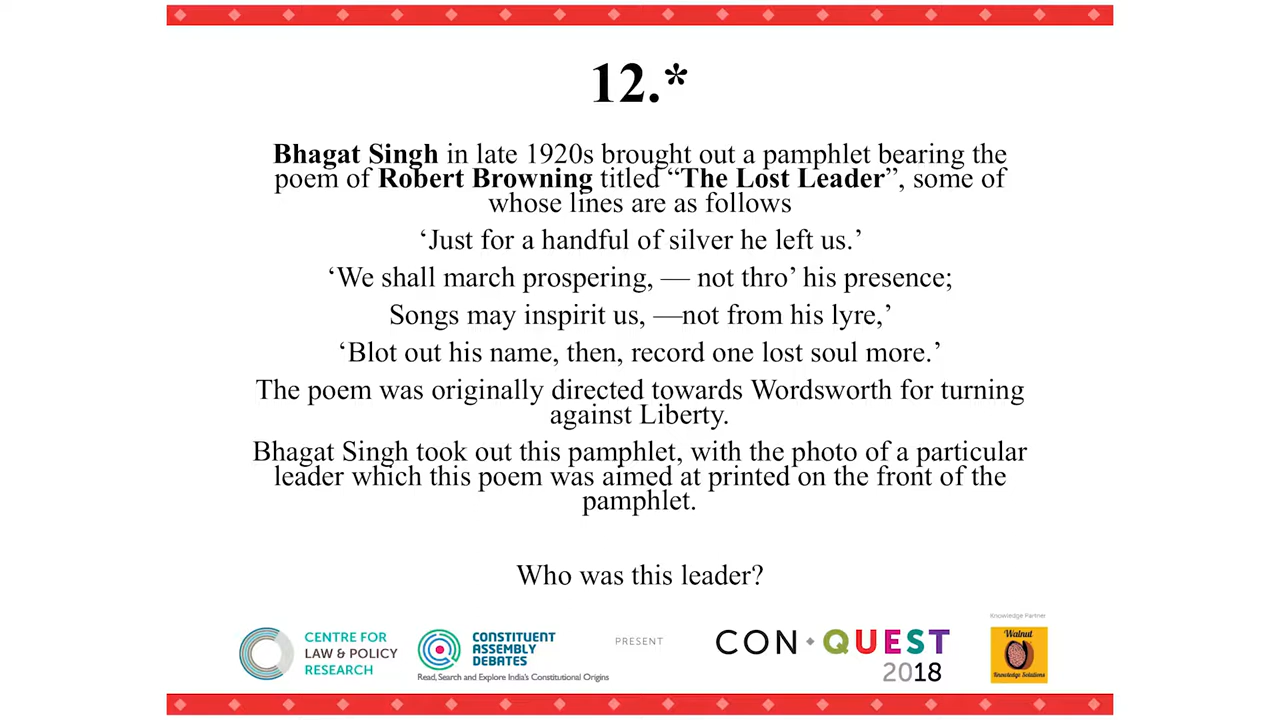 12.*
Bhagat Singh in late 1920s brought out a pamphlet bearing the
poem of Robert Browning titled “The Lost Leader”, some of
whose lines are as follows
‘Just for a handful of silver he left us.’
‘We shall march prospering, — not thro’ his presence;
Songs may inspirit us, —not from his lyre,’
‘Blot out his name, then, record one lost soul more.’
The poem was originally directed towards Wordsworth for turning
against Liberty.
Bhagat Singh took out this pamphlet, with the photo of a particular
leader which this poem was aimed at printed on the front of the
pamphlet.
Who was this leader?
CENTRE FOR
LAW & POLICY
RESEARCH
CONSTITUENT
ASSEMBLY
DEBATES
Read, Search and Explore India's Constitutional Origins
PRESENT
CON QUEST
2018
Knowledge Partner
Walnut
Knowledge Solutions